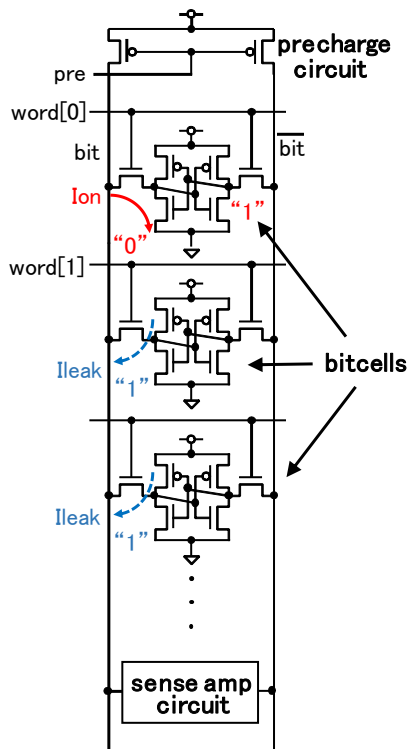 precharge
circuit
pre
word[0]
bit
bit
Ion
“1”
“0”
word[1]
bitcells
Ileak
“1”
Ileak
“1”
sense amp
circuit